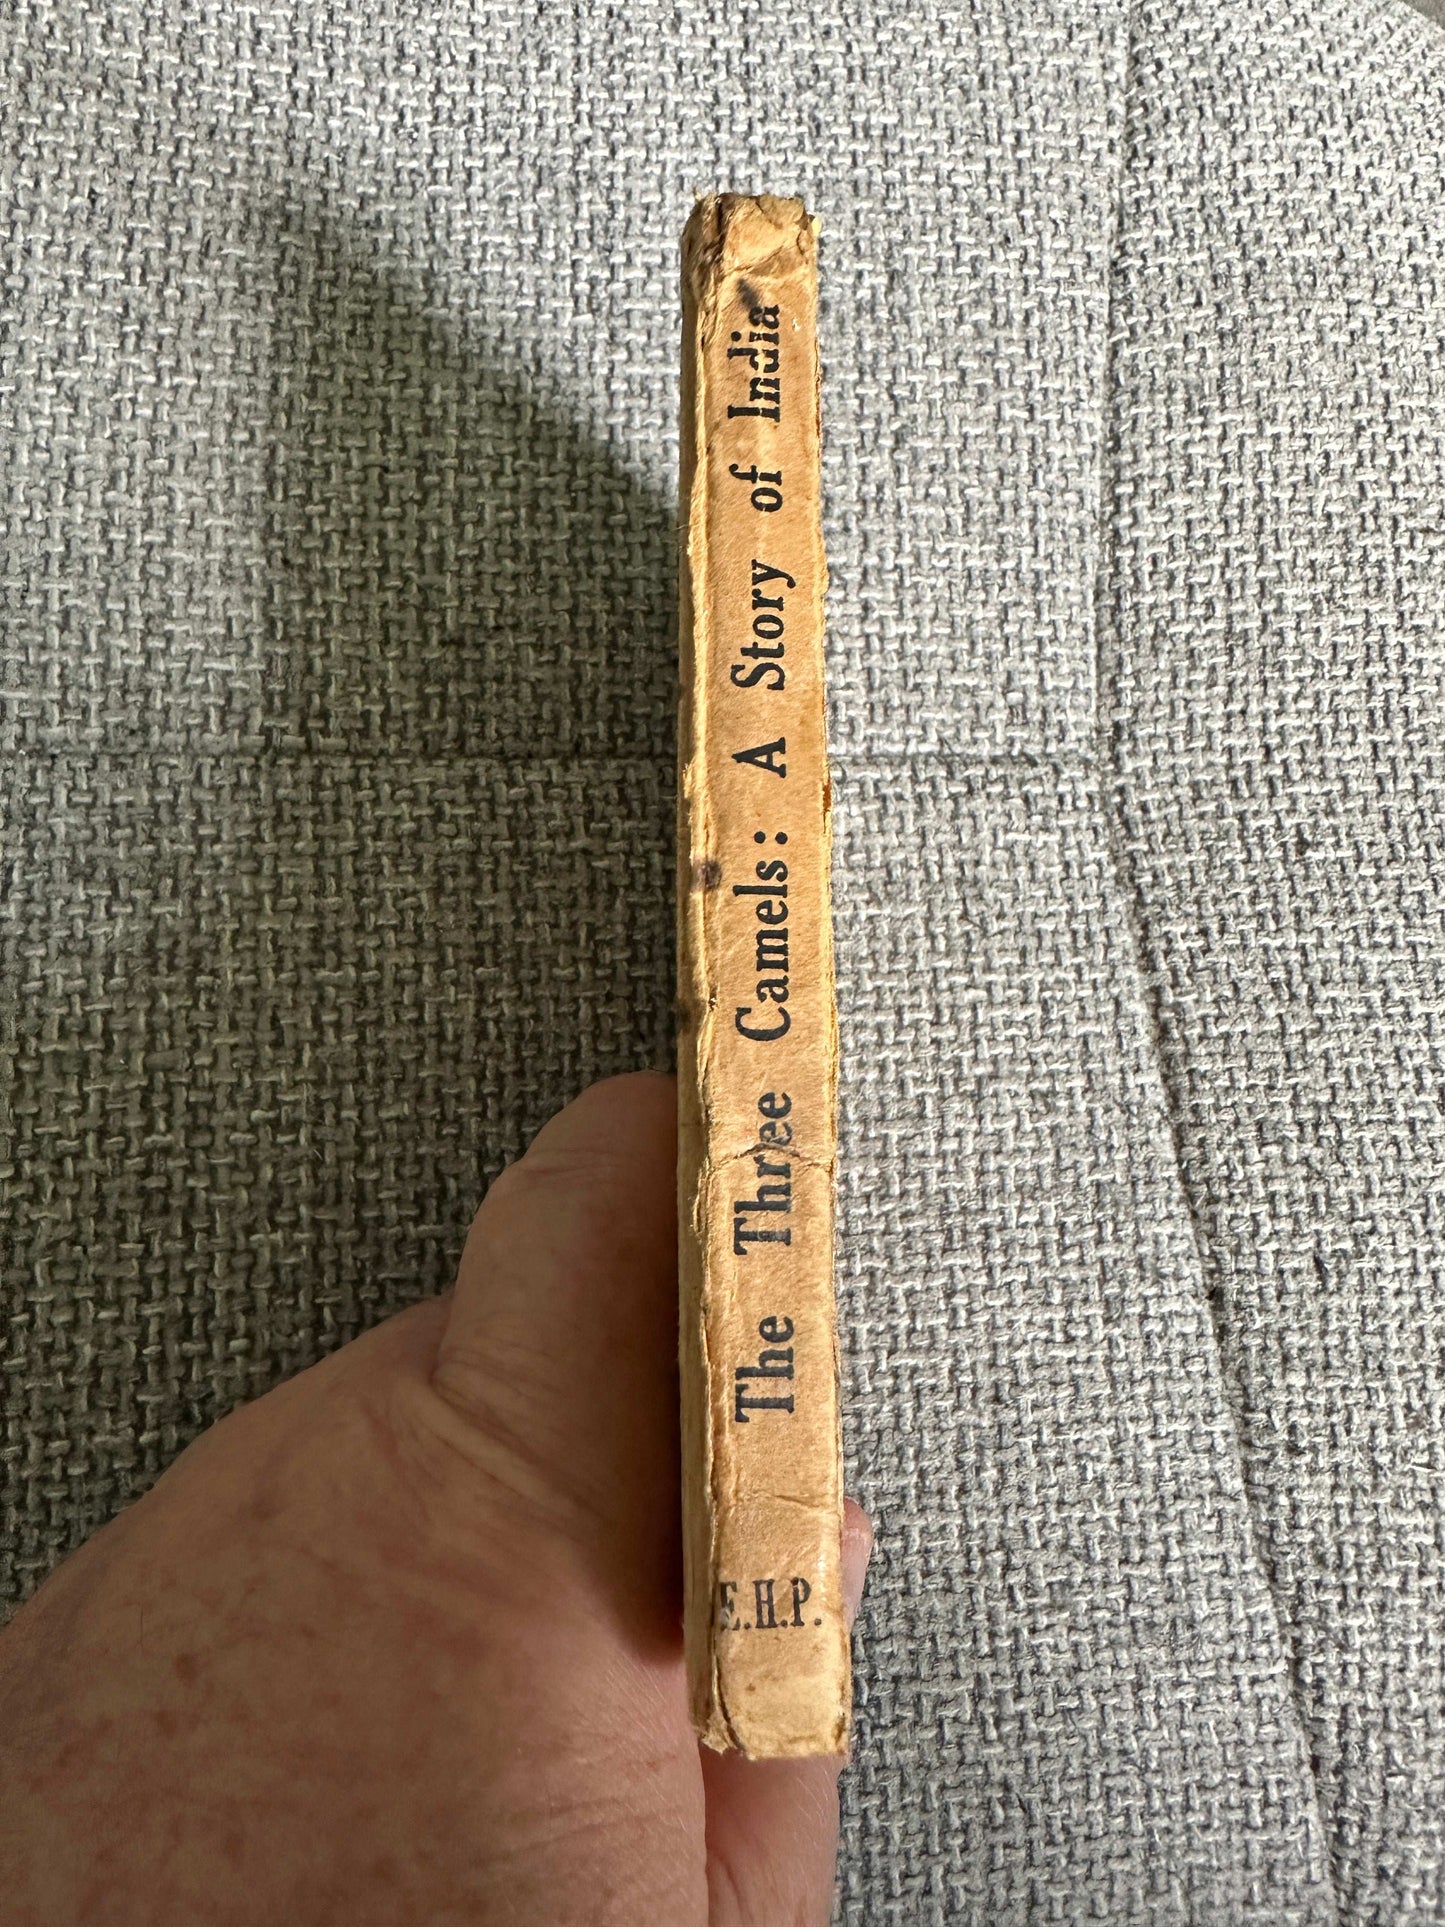 The Three Camels: A Story of India
E.H.P.